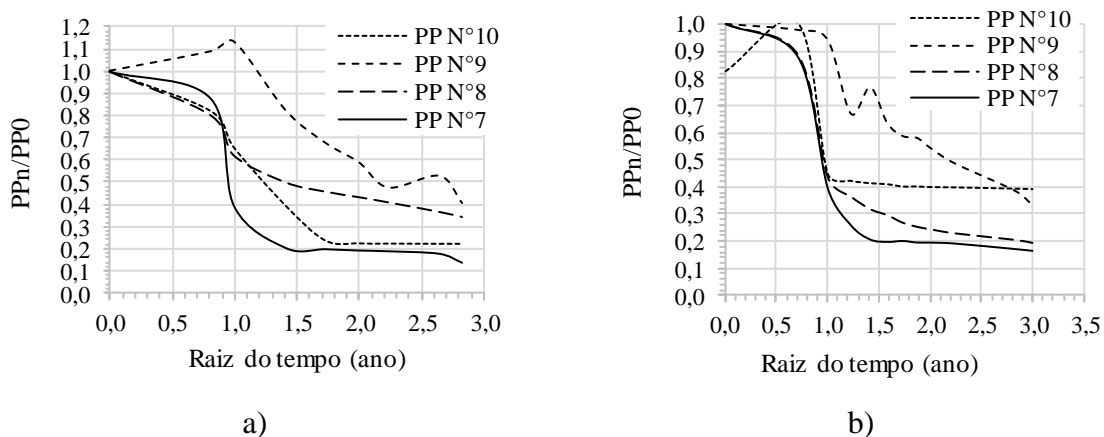 PPn/PP0
1,2
1,1
1,0
0,9
0,8
0,7
0,6
0,5
0,4
0,3
0,2
0,1
0,0
0,0 0,5 1,0 1,5 2,0 2,5 3,0
Raiz do tempo (ano)
PP N°10
PP N°9
PP N°8
PP N°7
a)
PPn/PP0
1,0
0,9
0,8
0,7
0,6
0,5
0,4
0,3
0,2
0,1
0,0
0,0 0,5 1,0 1,5 2,0 2,5 3,0 3,5
Raiz do tempo (ano)
PP N°10
PP N°9
PP N°8
PP N°7
b)